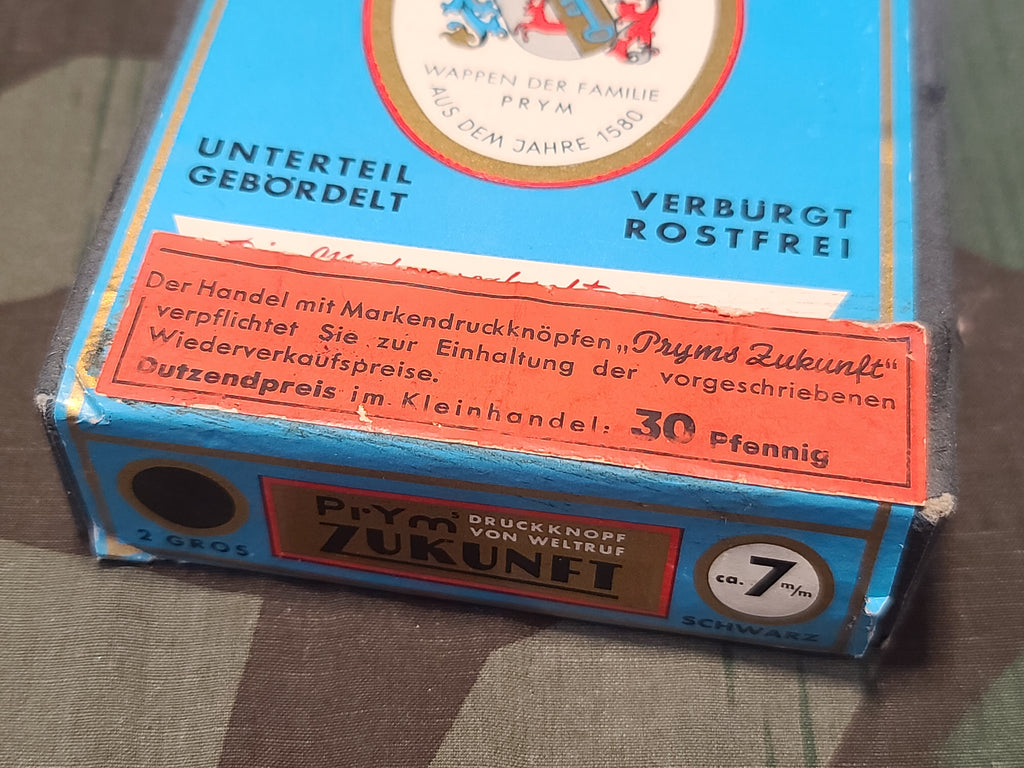 WAPPEN DER FAMILIE
PRYM
AUS DEM JAHRE 1580
UNTERTEIL
GEBÖRDELT
VERBÜRGT
ROSTFREI
Der Handel mit Markendruckknöpfen „Pryms Zukunft“
verpflichtet Sie zur Einhaltung der vorgeschriebenen
Wiederverkaufspreise.
Dutzendpreis im Kleinhandel: 30 Pfennig
2 GROS
PrYms DRUCKKNOPF
VON WELTRUF
ZUKUNFT
ca. 7 m/m
SCHWARZ